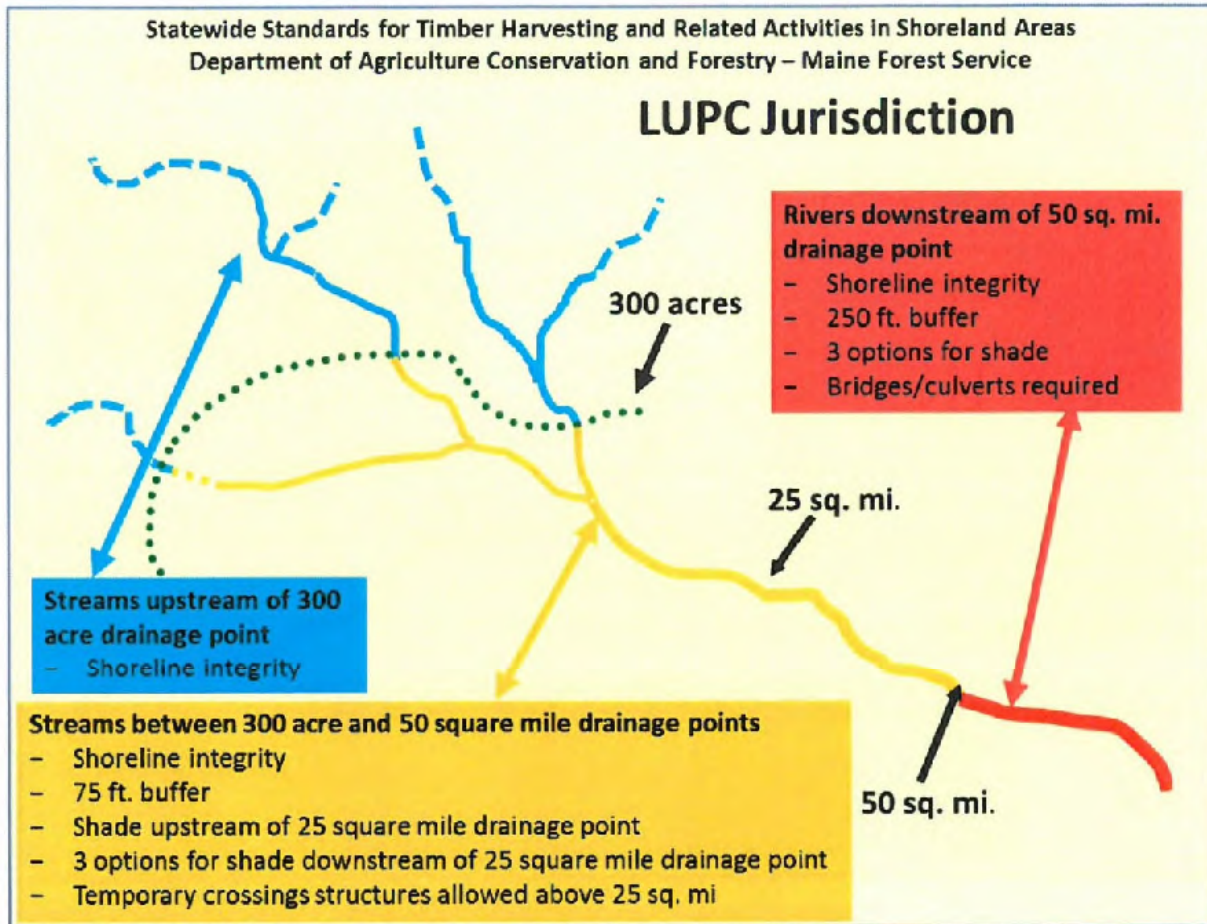 Statewide Standards for Timber Harvesting and Related Activities in Shoreland Areas
Department of Agriculture Conservation and Forestry – Maine Forest Service
LUPC Jurisdiction
Rivers downstream of 50 sq. mi.
drainage point
– Shoreline integrity
– 250 ft. buffer
– 3 options for shade
– Bridges/culverts required
300 acres
25 sq. mi.
Streams upstream of 300
acre drainage point
– Shoreline integrity
Streams between 300 acre and 50 square mile drainage points
– Shoreline integrity
– 75 ft. buffer
– Shade upstream of 25 square mile drainage point
– 3 options for shade downstream of 25 square mile drainage point
– Temporary crossings structures allowed above 25 sq. mi
50 sq. mi.